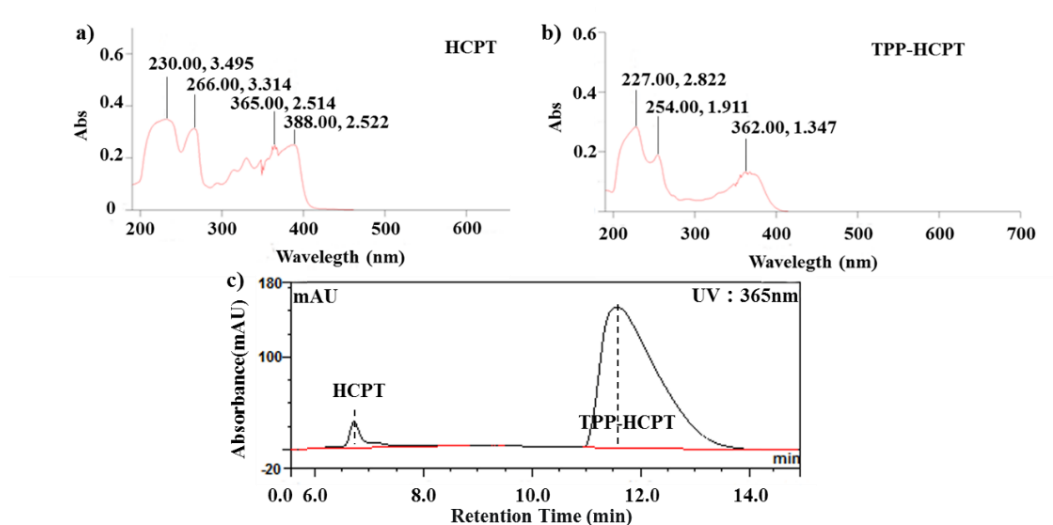 a)
HCPT
0.6
0.4
0.2
0
Abs
230.00, 3.495
266.00, 3.314
365.00, 2.514
388.00, 2.522
200 300 400 500 600
Wavelegth (nm)
b)
TPP-HCPT
0.6
0.4
0.2
Abs
227.00, 2.822
254.00, 1.911
362.00, 1.347
200 300 400 500 600 700
Wavelegth (nm)
c)
180
mAU
UV：365nm
100
-20
Absorbance(mAU)
HCPT
TPP-HCPT
min
0.0 6.0 8.0 10.0 12.0 14.0
Retention Time (min)